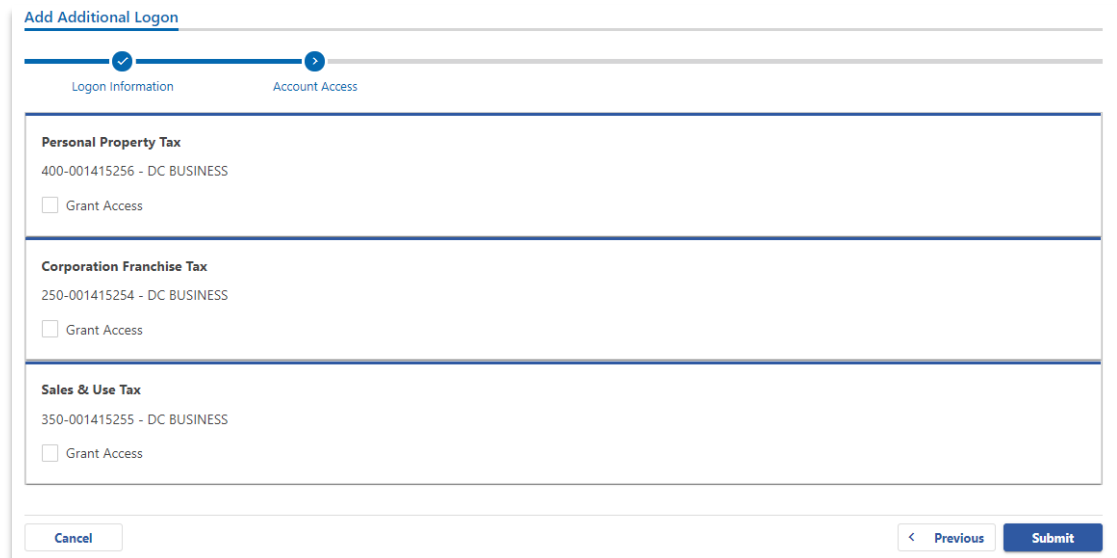 Add Additional Logon
Logon Information
Account Access
Personal Property Tax
400-001415256 - DC BUSINESS
Grant Access
Corporation Franchise Tax
250-001415254 - DC BUSINESS
Grant Access
Sales & Use Tax
350-001415255 - DC BUSINESS
Grant Access
Cancel
Previous
Submit